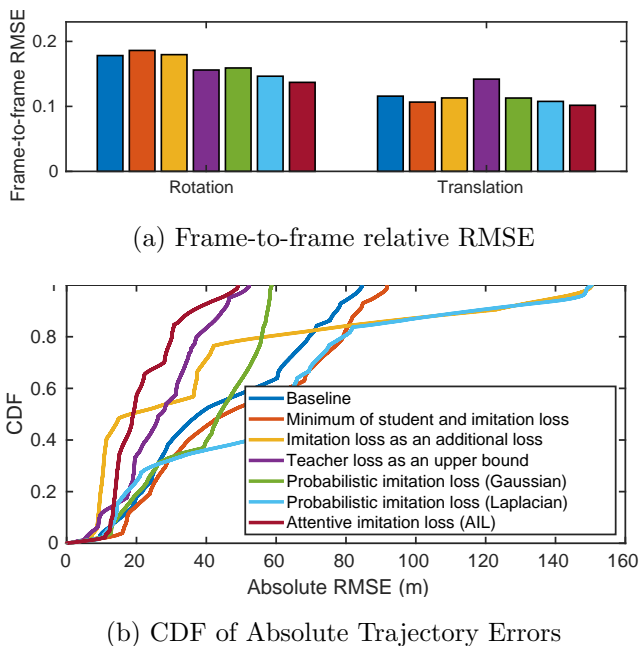 0.2
0.1
0
Frame-to-frame RMSE
Rotation Translation
(a) Frame-to-frame relative RMSE
0.8
0.6
0.4
0.2
0
CDF
Baseline
Minimum of student and imitation loss
Imitation loss as an additional loss
Teacher loss as an upper bound
Probabilistic imitation loss (Gaussian)
Probabilistic imitation loss (Laplacian)
Attentive imitation loss (AIL)
0 20 40 60 80 100 120 140 160
Absolute RMSE (m)
(b) CDF of Absolute Trajectory Errors